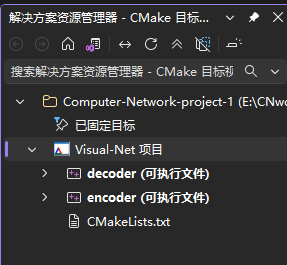 解决方案资源管理器 - CMake 目标...
搜索解决方案资源管理器 - CMake 目标视
Computer-Network-project-1 (E:\CNwo
已固定目标
Visual-Net 项目
decoder (可执行文件)
encoder (可执行文件)
CMakeLists.txt